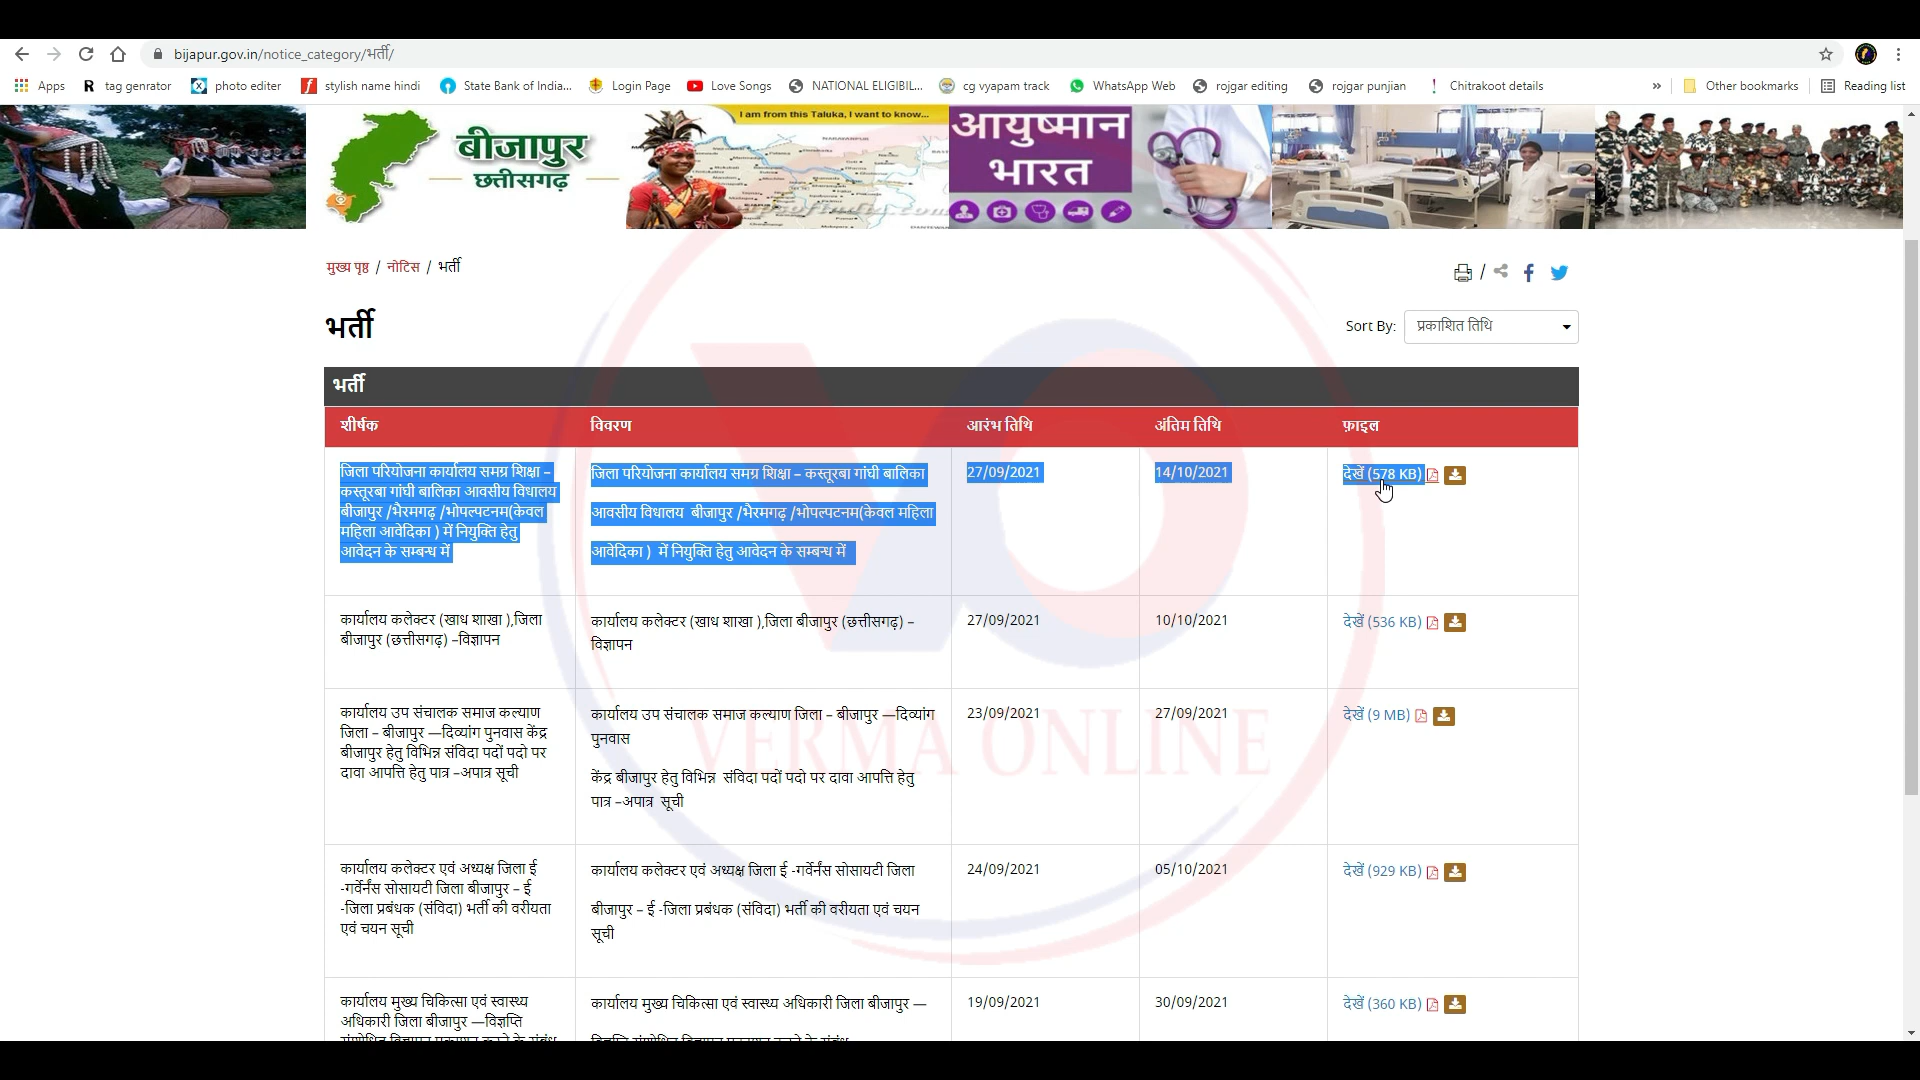 bijapur.gov.in/notice_category/भर्ती/
Apps
R tag genrator
photo editer
stylish name hindi
State Bank of India...
Login Page
Love Songs
NATIONAL ELIGIBIL...
cg vyapam track
WhatsApp Web
rojgar editing
rojgar punjian
Chitrakoot details
»
Other bookmarks
Reading list
बीजापुर
छत्तीसगढ़
I am from this Taluka, I want to know...
आयुष्मान
भारत
मुख्य पृष्ठ / नोटिस / भर्ती
भर्ती
Sort By: प्रकाशित तिथि
भर्ती
शीर्षक विवरण आरंभ तिथि अंतिम तिथि फ़ाइल
जिला परियोजना कार्यालय समग्र शिक्षा –
कस्तूरबा गांधी बालिका आवसीय विधालय
बीजापुर /भैरमगढ़ /भोपल्पटनम(केवल
महिला आवेदिका ) में नियुक्ति हेतु
आवेदन के सम्बन्ध में
जिला परियोजना कार्यालय समग्र शिक्षा – कस्तूरबा गांघी बालिका
आवसीय विधालय  बीजापुर /भैरमगढ़ /भोपल्पटनम(केवल महिला
आवेदिका )  में नियुक्ति हेतु आवेदन के सम्बन्ध में
27/09/2021
14/10/2021
देखें (578 KB)
कार्यालय कलेक्टर (खाध शाखा ),जिला
बीजापुर (छत्तीसगढ़) –विज्ञापन
कार्यालय कलेक्टर (खाध शाखा ),जिला बीजापुर (छत्तीसगढ़) –
विज्ञापन
27/09/2021
10/10/2021
देखें (536 KB)
कार्यालय उप संचालक समाज कल्याण
जिला – बीजापुर —दिव्यांग पुनवास केंद्र
बीजापुर हेतु विभिन्न संविदा पदों पदो पर
दावा आपत्ति हेतु पात्र –अपात्र सूची
कार्यालय उप संचालक समाज कल्याण जिला – बीजापुर —दिव्यांग
पुनवास
केंद्र बीजापुर हेतु विभिन्न  संविदा पदों पदो पर दावा आपत्ति हेतु
पात्र –अपात्र  सूची
23/09/2021
27/09/2021
देखें (9 MB)
VERMA ONLINE
कार्यालय कलेक्टर एवं अध्यक्ष जिला ई
-गर्वेर्नंस सोसायटी जिला बीजापुर – ई
-जिला प्रबंधक (संविदा) भर्ती की वरीयता
एवं चयन सूची
कार्यालय कलेक्टर एवं अध्यक्ष जिला ई -गर्वेर्नंस सोसायटी जिला
बीजापुर – ई -जिला प्रबंधक (संविदा) भर्ती की वरीयता एवं चयन
सूची
24/09/2021
05/10/2021
देखें (929 KB)
कार्यालय मुख्य चिकित्सा एवं स्वास्थ्य
अधिकारी जिला बीजापुर —विज्ञप्ति
कार्यालय मुख्य चिकित्सा एवं स्वास्थ्य अधिकारी जिला बीजापुर —
19/09/2021
30/09/2021
देखें (360 KB)